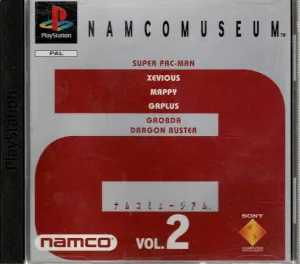 NAMCOMUSEUM™
PlayStation
PAL
SUPER PAC-MAN
XEVIOUS
MAPPY
GAPLUS
GROBDA
DRAGON BUSTER
PlayStation
ナムコミュージアム
namco
VOL.2
SONY